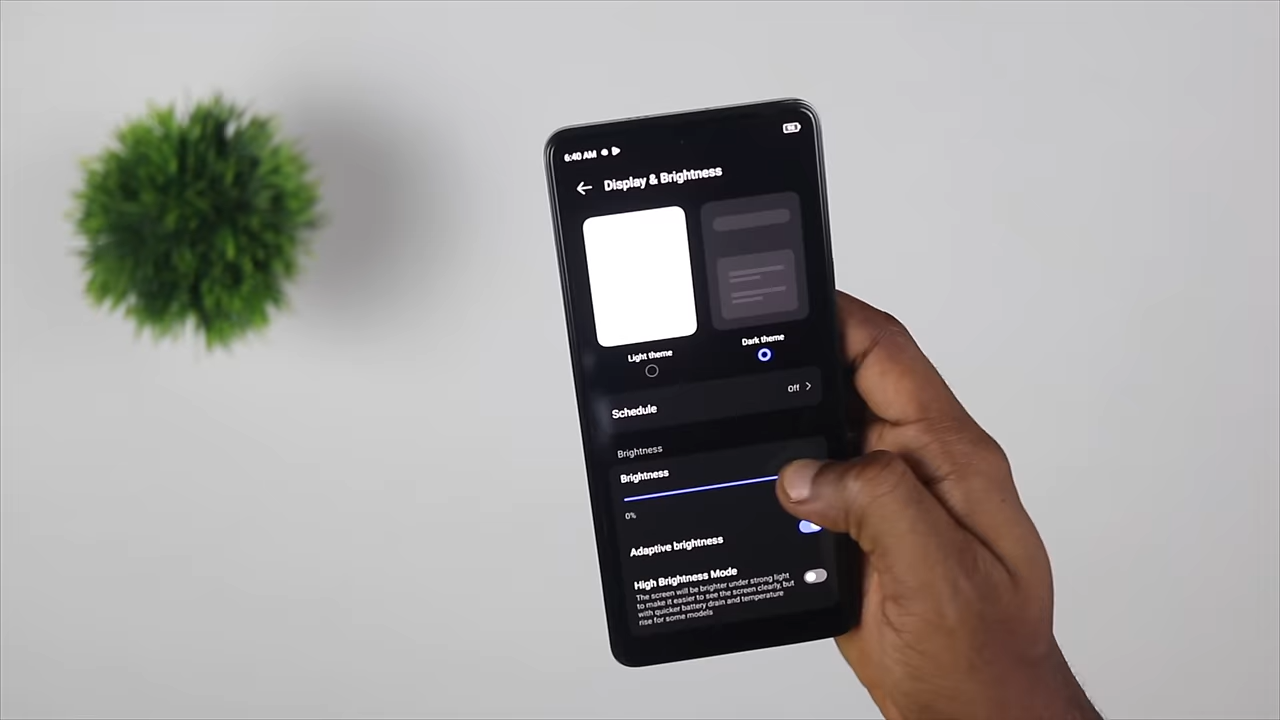 6:40 AM
Display & Brightness
Light theme
Dark theme
Schedule
Off
Brightness
Brightness
0%
Adaptive brightness
High Brightness Mode
The screen will be brighter under strong light
to make it easier to see the screen clearly, but
with quicker battery drain and temperature
rise for some models